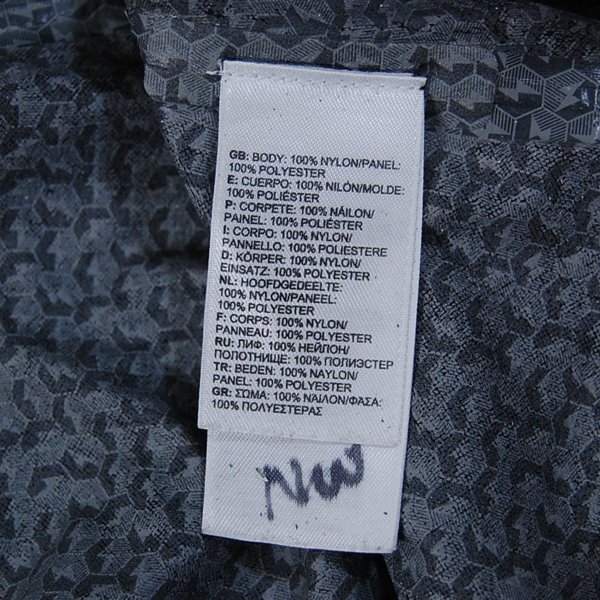 GB: BODY: 100% NYLON/PANEL:
100% POLYESTER
E: CUERPO: 100% NILÓN/MOLDE:
100% POLIÉSTER
P: CORPETE: 100% NÁILON/
PAINEL: 100% POLIÉSTER
I: CORPO: 100% NYLON/
PANNELLO: 100% POLIESTERE
D: KÖRPER: 100% NYLON/
EINSATZ: 100% POLYESTER
NL: HOOFDGEDEELTE:
100% NYLON/PANEEL:
100% POLYESTER
F: CORPS: 100% NYLON/
PANNEAU: 100% POLYESTER
RU: ЛИФ: 100% НЕЙЛОН/
ПОЛОТНИЩЕ: 100% ПОЛИЭСТЕР
TR: BEDEN: 100% NAYLON/
PANEL: 100% POLYESTER
GR: ΣΩΜΑ: 100% ΝΑΙΛΟΝ/ΦΑΣΑ:
100% ΠΟΛΥΕΣΤΕΡΑΣ